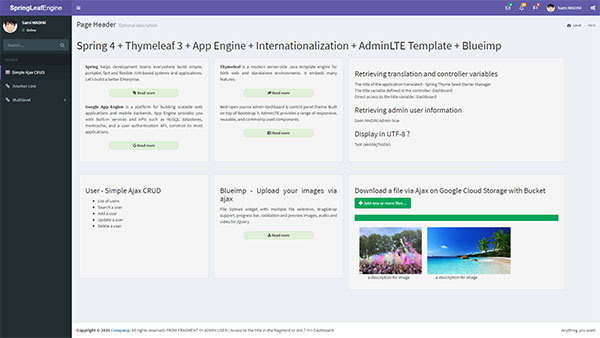 SpringLeafEngine
Sami MADINI
Sami MADINI
Online
Search ...
HEADER
Simple Ajax CRUD
Another Link
Multilevel
Page Header Optional description
Level > Here
Spring 4 + Thymeleaf 3 + App Engine + Internationalization + AdminLTE Template + Blueimp
Spring helps development teams everywhere build simple,
portable, fast and flexible JVM-based systems and applications.
Let's build a better Enterprise.
Read more
Google App Engine is a platform for building scalable web
applications and mobile backends. App Engine provides you
with built-in services and APIs such as NoSQL datastores,
memcache, and a user authentication API, common to most
applications.
Read more
Thymeleaf is a modern server-side Java template engine for
both web and standalone environments. It embeds many
features.
Read more
Best open source admin dashboard & control panel theme. Built
on top of Bootstrap 3, AdminLTE provides a range of responsive,
reusable, and commonly used components.
Read more
Retrieving translation and controller variables
The title of the application translated : Spring Thyme Seed-Starter Manager
The title variable defined in the controller: Dashboard
Direct access to the title variable : Dashboard
Retrieving admin user information
Sami MADINI Admin true
Display in UTF-8 ?
User - Simple Ajax CRUD
List of users
Search a user
Add a user
Update a user
Delete a user
Blueimp - Upload your images via
ajax
File Upload widget with multiple file selection, drag&drop
support, progress bar, validation and preview images, audio and
video for jQuery
Read more
Download a file via Ajax on Google Cloud Storage with Bucket
Add one or more files ...
a description for image
a description for image
Copyright © 2016 Company. All rights reserved. FROM FRAGMENT == ADMIN USER | Access to the title in the fragment or not ? ==> Dashboard
Anything you want